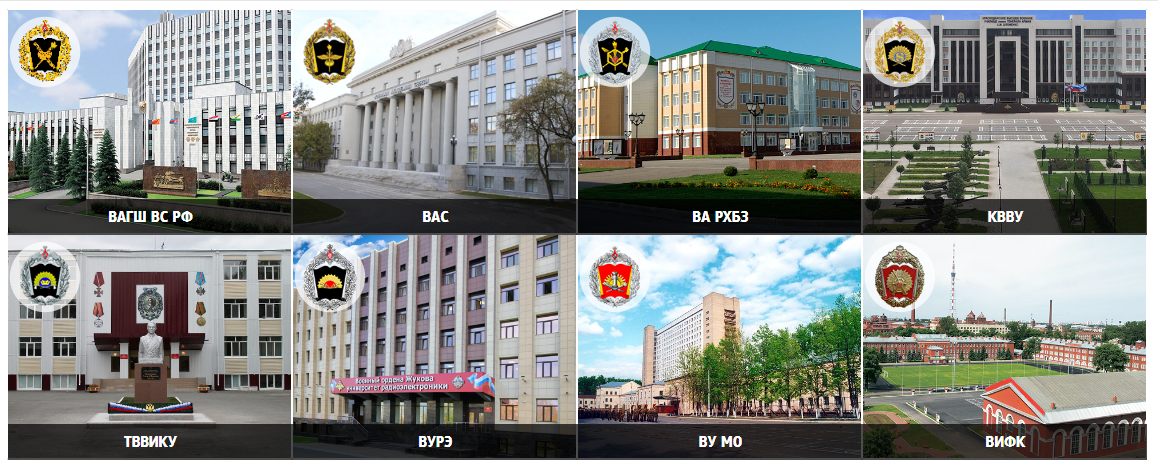 ВАГШ ВС РФ
ВАС
ВА РХБЗ
КВВУ
ТВВИКУ
Военный ордена Жукова
университет радиоэлектроники
ВУРЭ
ВУ МО
ВИФК